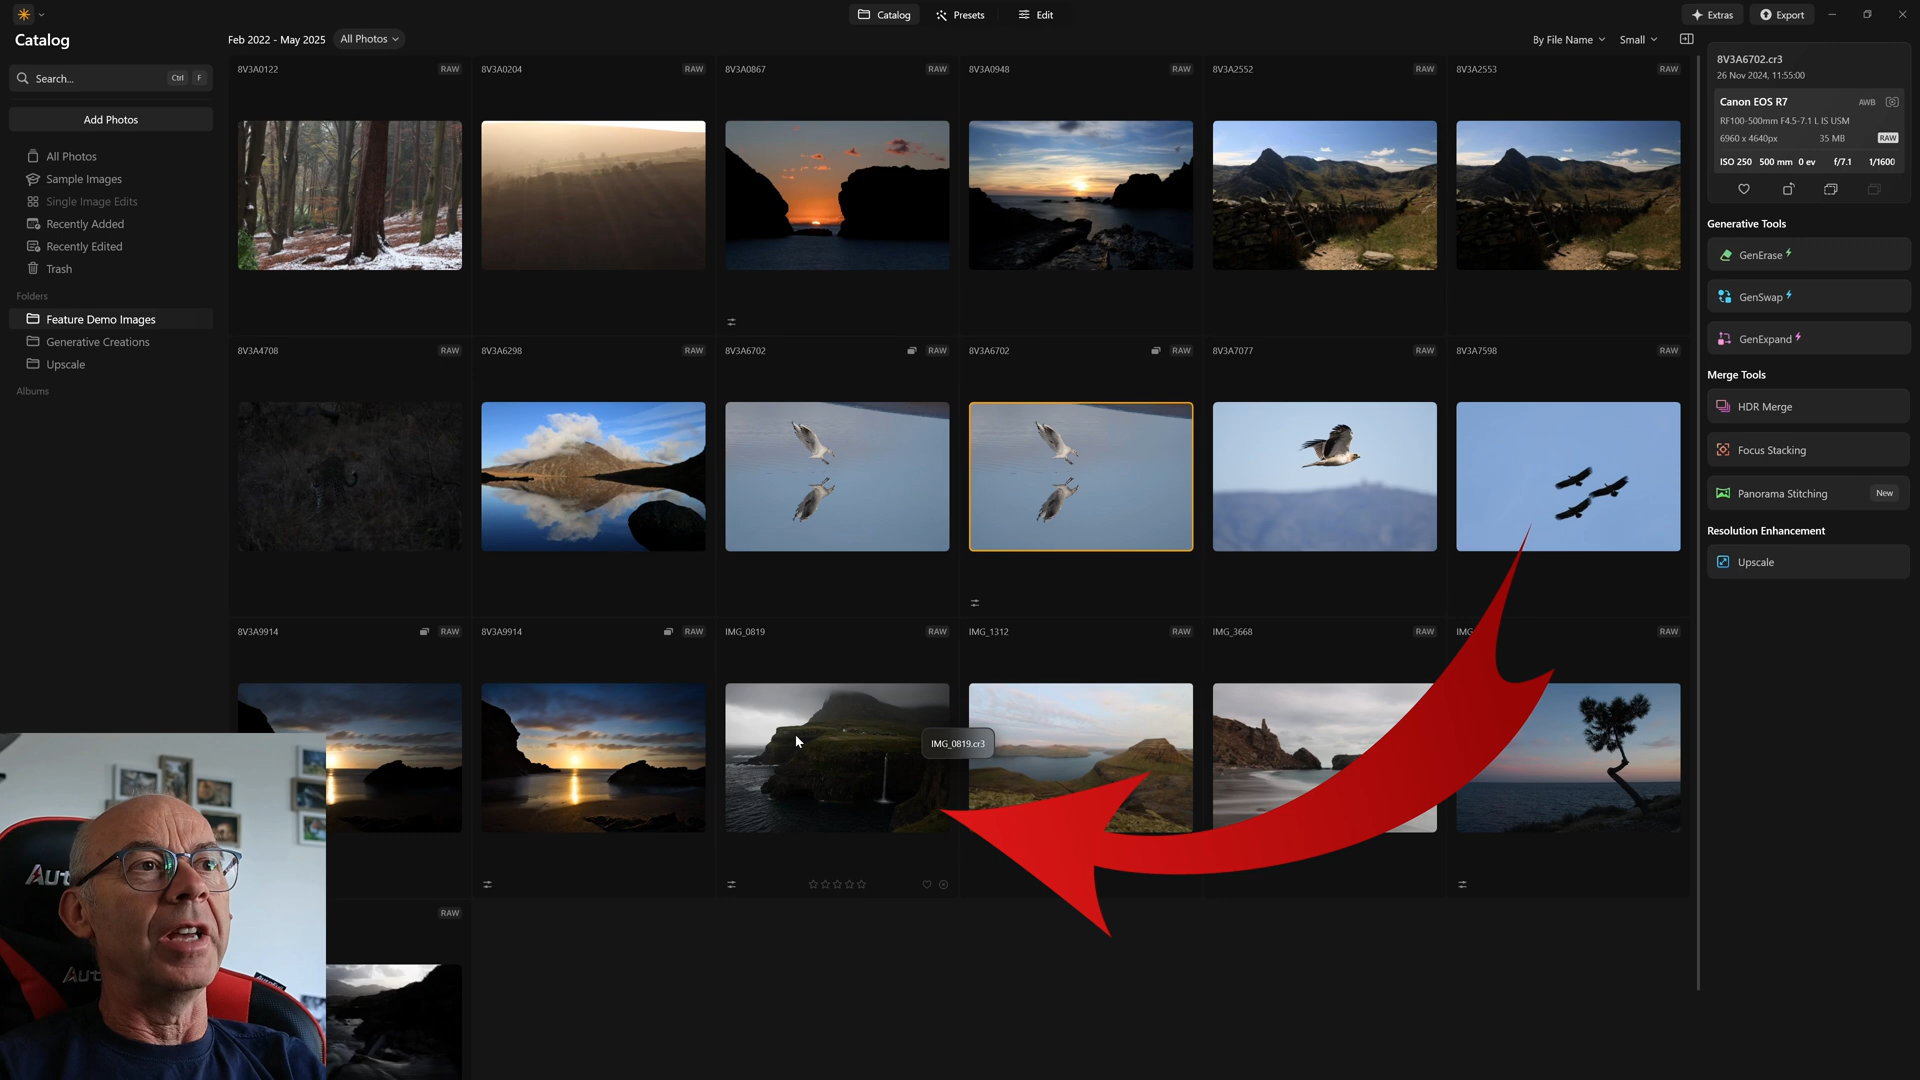 Catalog
Presets
Edit
Extras
Export
Catalog
Feb 2022 - May 2025
All Photos
By File Name
Small
Search...
Ctrl
F
Add Photos
All Photos
Sample Images
Single Image Edits
Recently Added
Recently Edited
Trash
Folders
Feature Demo Images
Generative Creations
Upscale
Albums
8V3A0122 RAW
8V3A0204 RAW
8V3A0867 RAW
8V3A0948 RAW
8V3A2552 RAW
8V3A2553 RAW
8V3A4708 RAW
8V3A6298 RAW
8V3A6702 RAW
8V3A6702 RAW
8V3A7077 RAW
8V3A7598 RAW
8V3A9914 RAW
8V3A9914 RAW
IMG_0819 RAW
IMG_1312 RAW
IMG_3668 RAW
RAW
IMG_0819.cr3
RAW
8V3A6702.cr3
26 Nov 2024, 11:55:00
Canon EOS R7 AWB
RF100-500mm F4.5-7.1 L IS USM
6960 x 4640px 35 MB RAW
ISO 250 500 mm 0 ev f/7.1 1/1600
Generative Tools
GenErase
GenSwap
GenExpand
Merge Tools
HDR Merge
Focus Stacking
Panorama Stitching New
Resolution Enhancement
Upscale